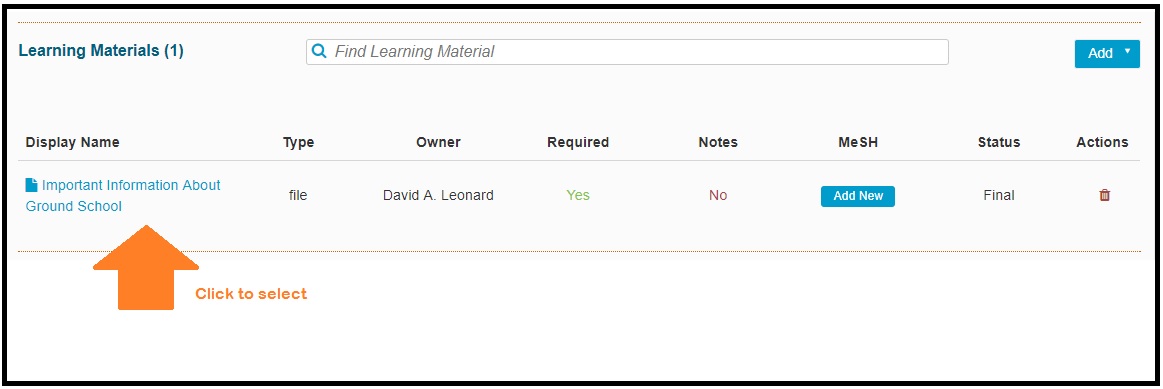 Learning Materials (1)
Find Learning Material
Add
Display Name Type Owner Required Notes MeSH Status Actions
Important Information About
Ground School
file David A. Leonard Yes No Add New Final
Click to select